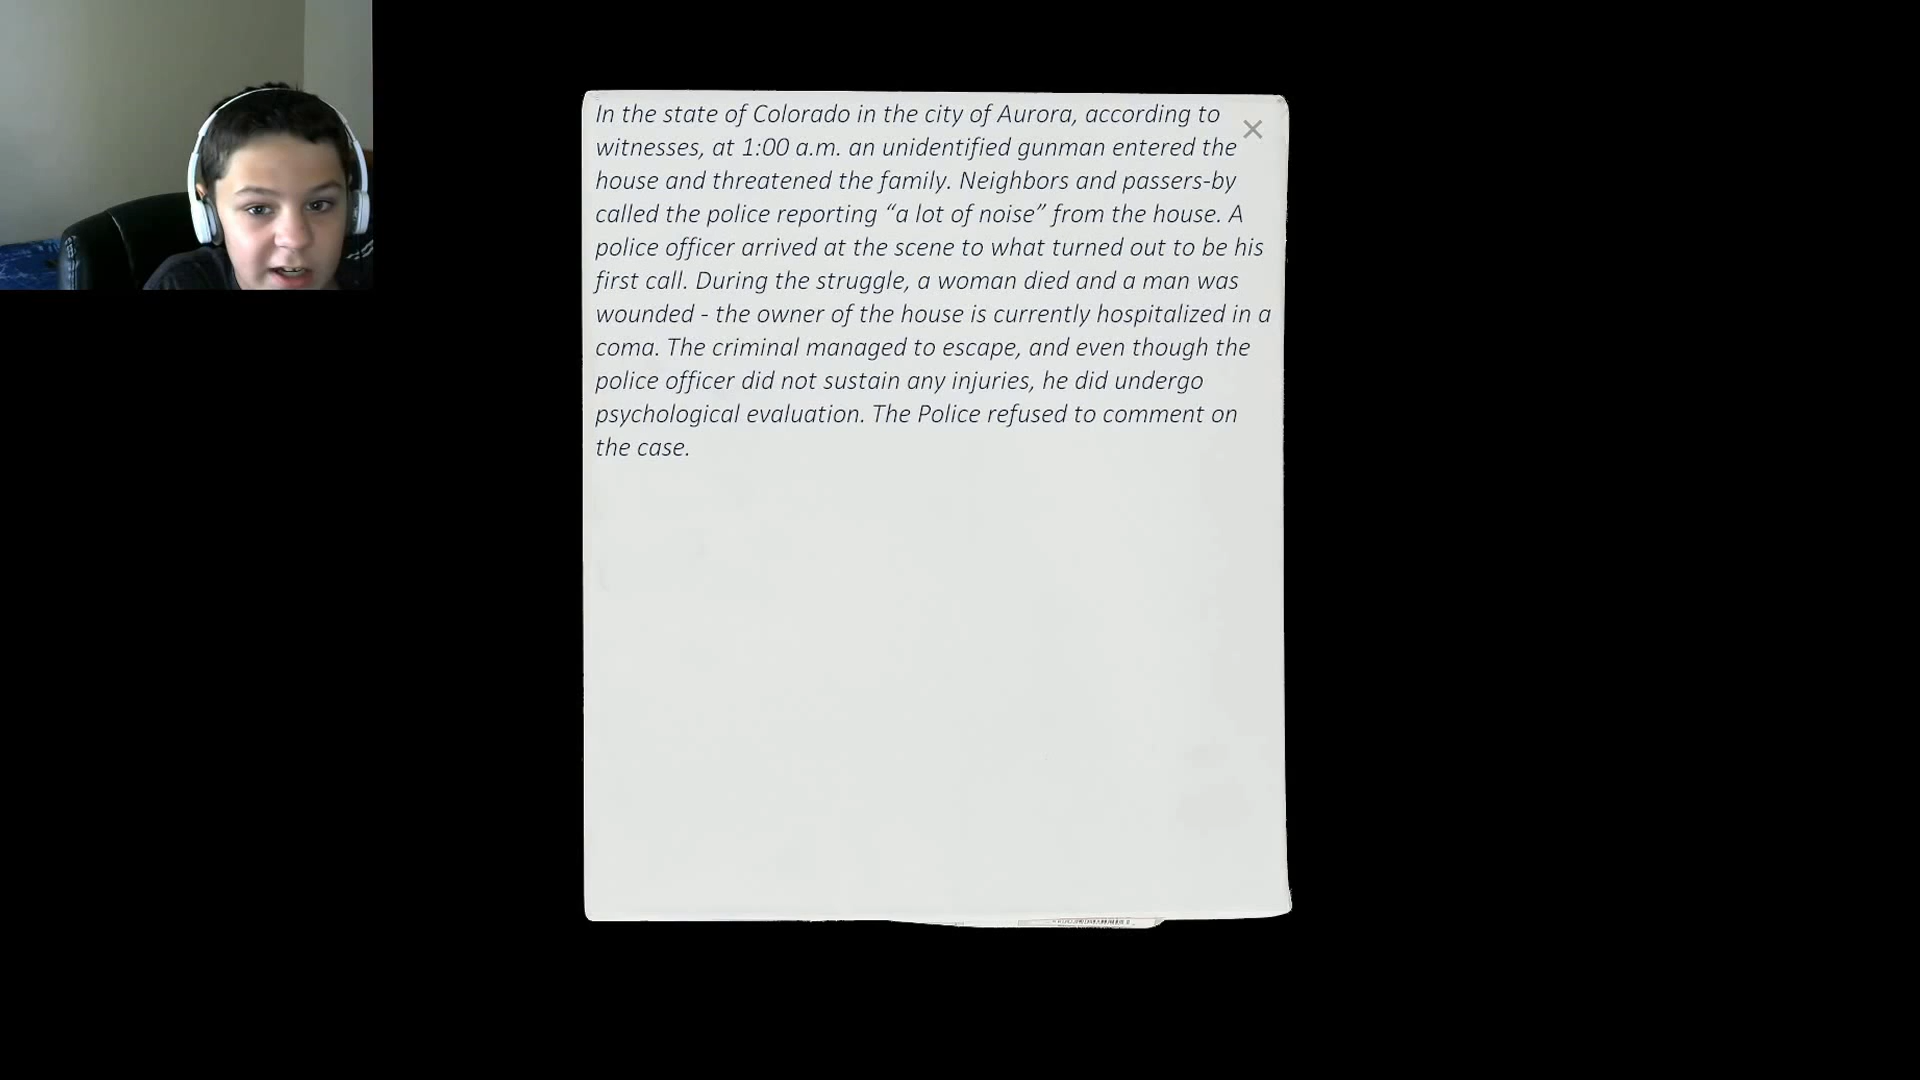 In the state of Colorado in the city of Aurora, according to
witnesses, at 1:00 a.m. an unidentified gunman entered the
house and threatened the family. Neighbors and passers-by
called the police reporting “a lot of noise” from the house. A
police officer arrived at the scene to what turned out to be his
first call. During the struggle, a woman died and a man was
wounded - the owner of the house is currently hospitalized in a
coma. The criminal managed to escape, and even though the
police officer did not sustain any injuries, he did undergo
psychological evaluation. The Police refused to comment on
the case.